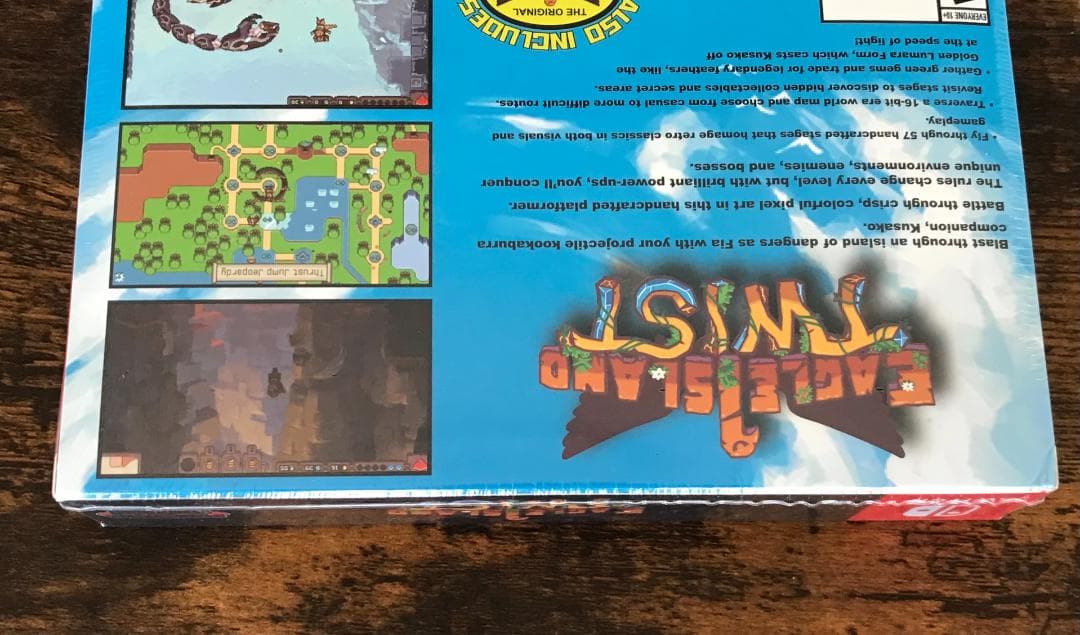 EAGLE ISLAND
TWIST
Blast through an island of dangers as Fia with your projectile kookaburra
companion, Kusako.
Battle through crisp, colorful pixel art in this handcrafted platformer.
The rules change every level, but with brilliant power-ups, you'll conquer
unique environments, enemies, and bosses.
• Fly through 57 handcrafted stages that homage retro classics in both visuals and
gameplay.
• Traverse a 16-bit era world map and choose from casual to more difficult routes.
Revisit stages to discover hidden collectables and secret areas.
• Gather green gems and trade for legendary feathers, like the
Golden Lumara Form, which casts Kusako off
at the speed of light!
EVERYONE 10+
ALSO INCLUDES
THE ORIGINAL
Thrust Jump Jeopardy